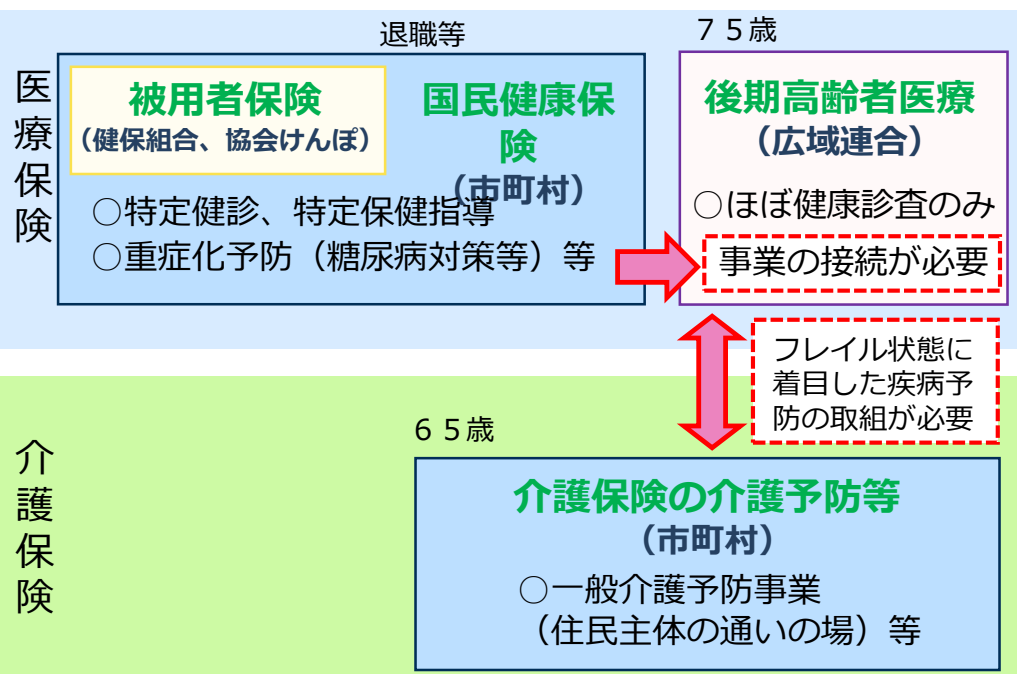 退職等
７５歳
医療保険
被用者保険
（健保組合、協会けんぽ）
国民健康保
険
（市町村）
○特定健診、特定保健指導
○重症化予防（糖尿病対策等）等
後期高齢者医療
（広域連合）
○ほぼ健康診査のみ
事業の接続が必要
フレイル状態に
着目した疾病予
防の取組が必要
介護保険
６５歳
介護保険の介護予防等
（市町村）
○一般介護予防事業
（住民主体の通いの場）等